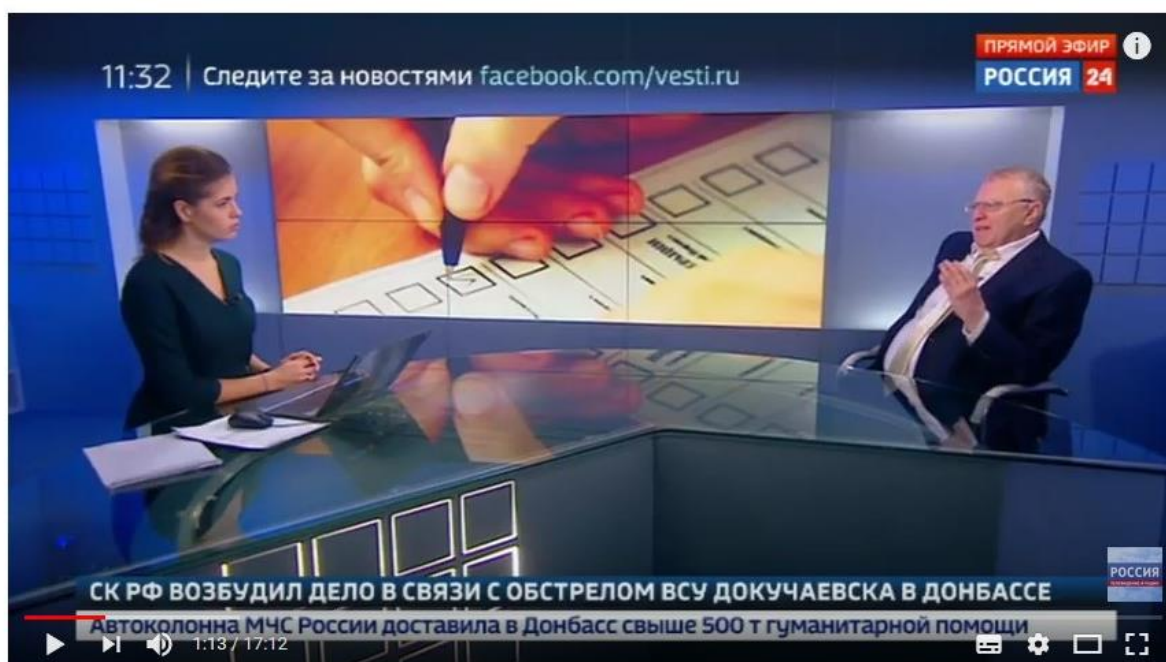 11:32 Следите за новостями facebook.com/vesti.ru
ПРЯМОЙ ЭФИР
РОССИЯ 24
РОССИЯ
СК РФ ВОЗБУДИЛ ДЕЛО В СВЯЗИ С ОБСТРЕЛОМ ВСУ ДОКУЧАЕВСКА В ДОНБАССЕ
Автоколонна МЧС России доставила в Донбасс свыше 500 т гуманитарной помощи
1:13 / 17:12